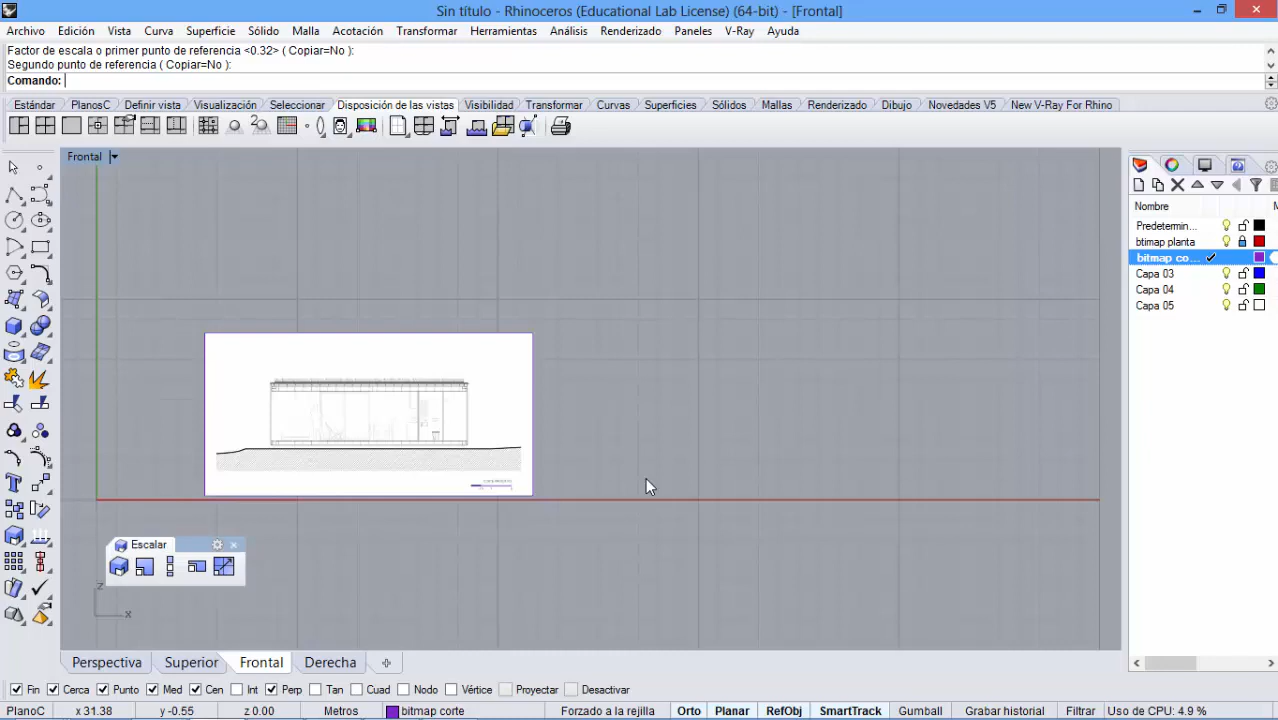 Sin título - Rhinoceros (Educational Lab License) (64-bit) - [Frontal]
Archivo Edición Vista Curva Superficie Sólido Malla Acotación Transformar Herramientas Análisis Renderizado Paneles V-Ray Ayuda
Factor de escala o primer punto de referencia <0.32> ( Copiar=No ):
Segundo punto de referencia ( Copiar=No ):
Comando:
Estándar PlanosC Definir vista Visualización Seleccionar Disposición de las vistas Visibilidad Transformar Curvas Superficies Sólidos Mallas Renderizado Dibujo Novedades V5 New V-Ray For Rhino
Frontal
Nombre
Predetermin...
btimap planta
bitmap co...
Capa 03
Capa 04
Capa 05
Escalar
z
x
Perspectiva Superior Frontal Derecha
Fin Cerca Punto Med Cen Int Perp Tan Cuad Nodo Vértice Proyectar Desactivar
PlanoC x 31.38 y -0.55 z 0.00 Metros bitmap corte Forzado a la rejilla Orto Planar RefObj SmartTrack Gumball Grabar historial Filtrar Uso de CPU: 4.9 %